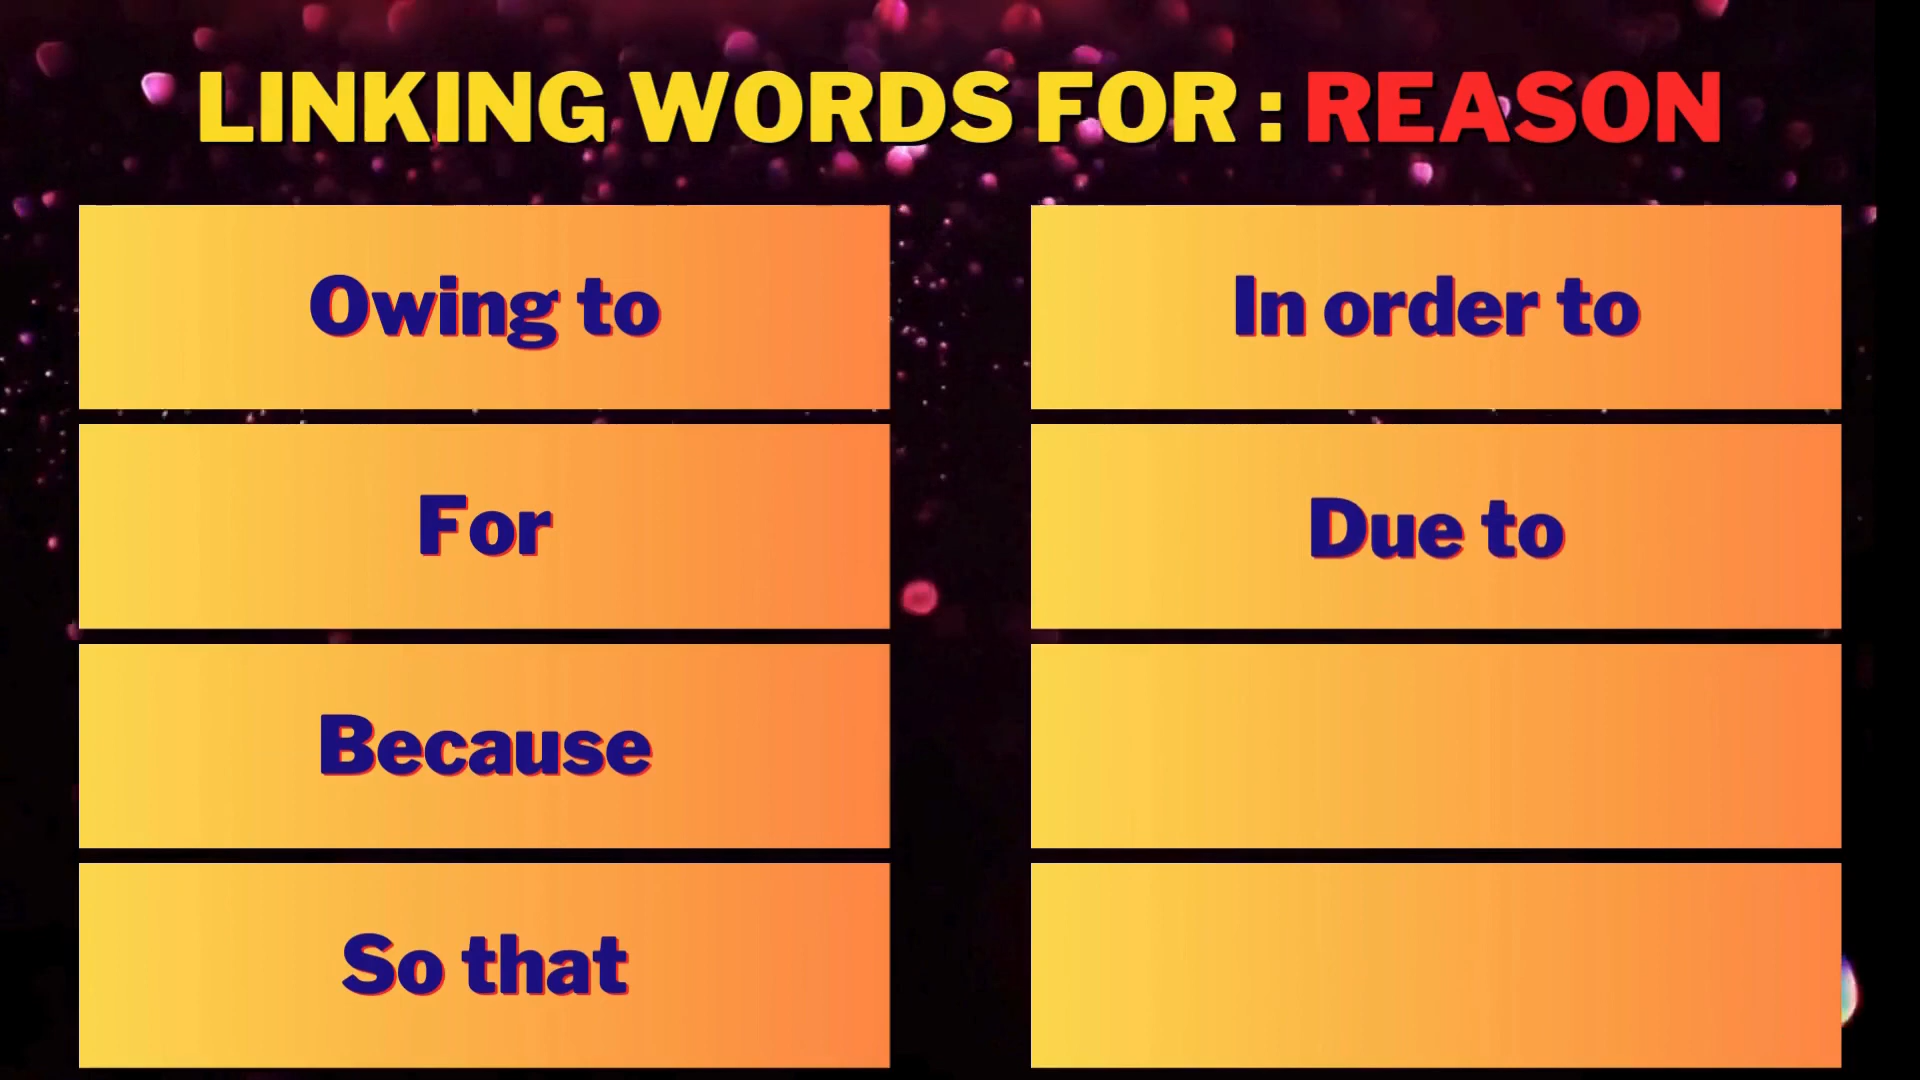 LINKING WORDS FOR : REASON
Owing to
In order to
For
Due to
Because
So that